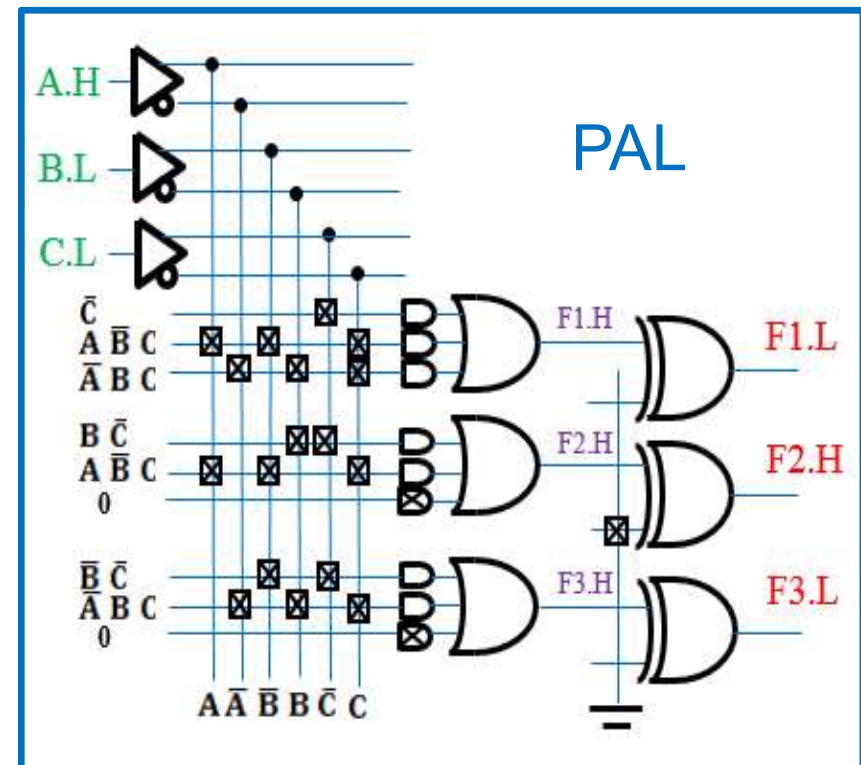 A.H
PAL
B.L
C.L
C̄
F1.H
F1.L
A B̄ C
Ā B C
B C̄
F2.H
F2.H
A B̄ C
0
B̄ C̄
F3.H
F3.L
Ā B C
0
A Ā B̄ B C̄ C